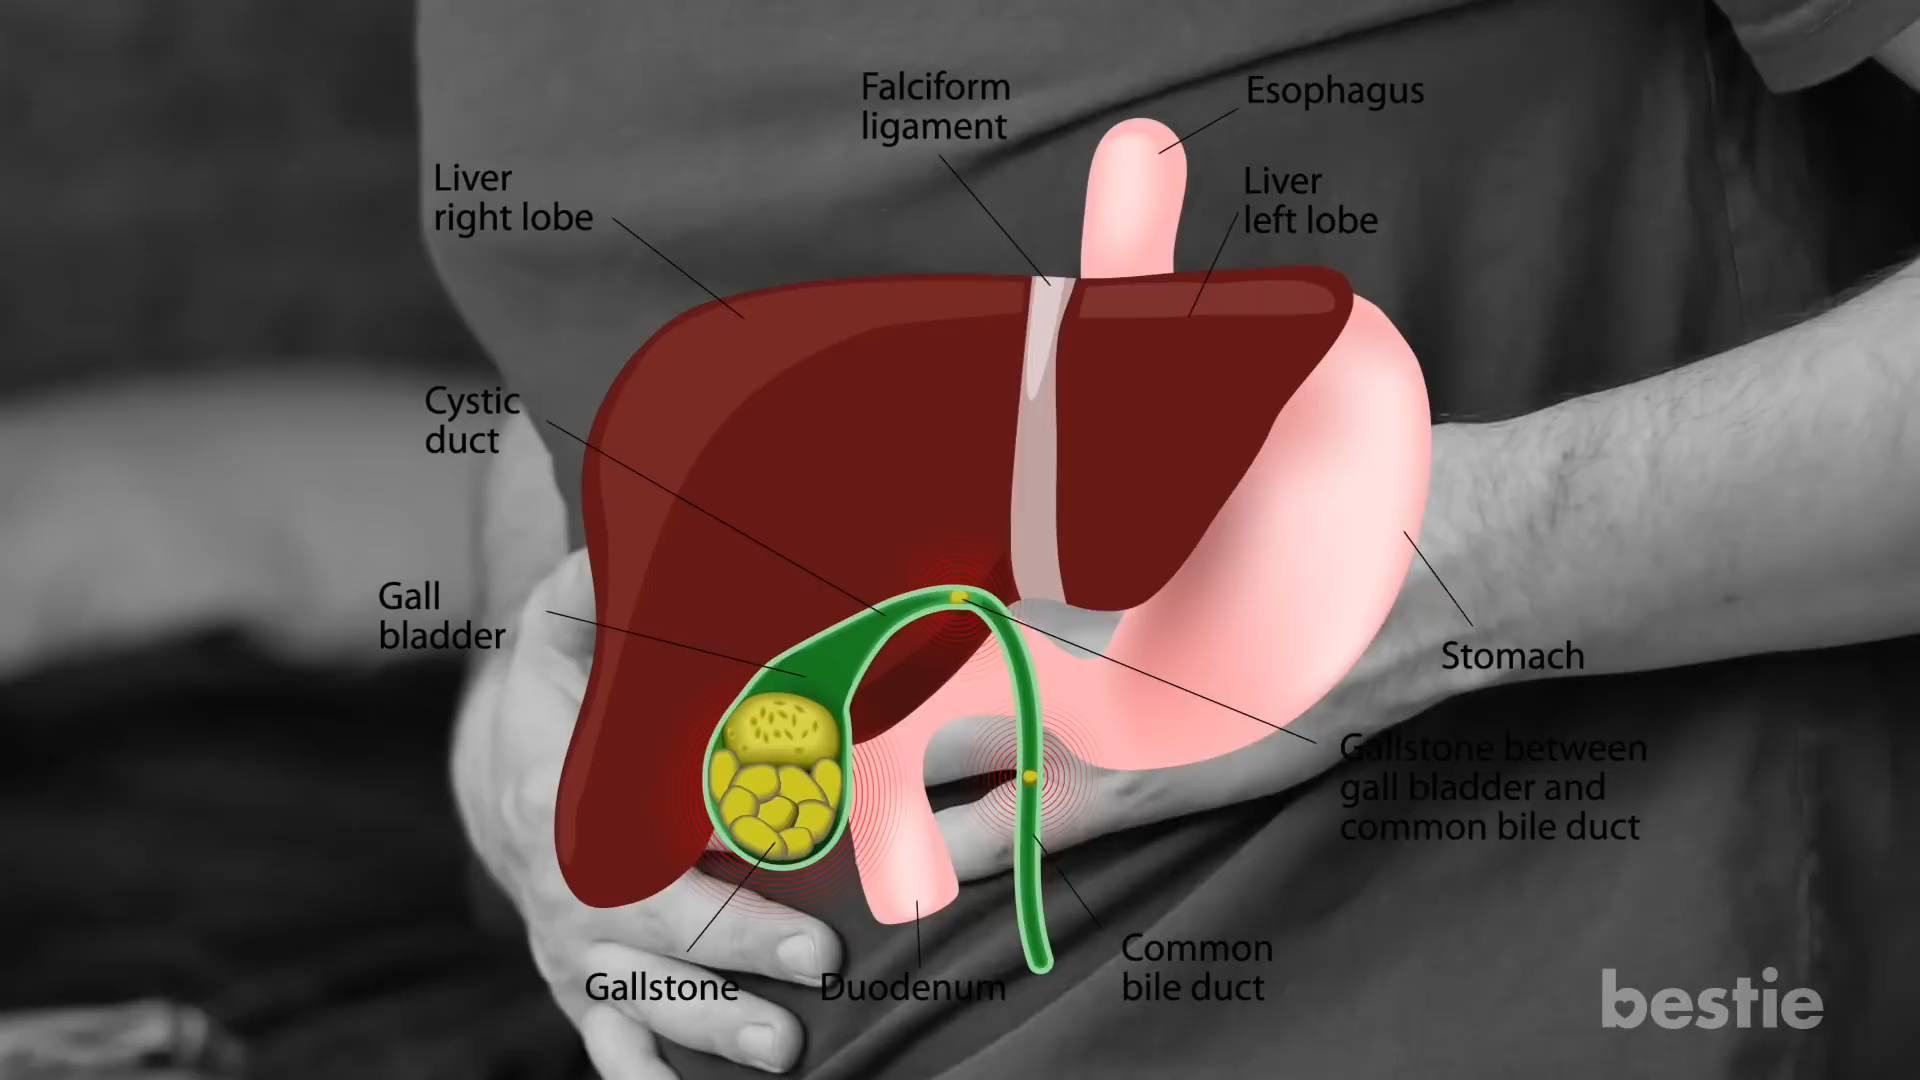 Falciform
ligament
Esophagus
Liver
right lobe
Liver
left lobe
Cystic
duct
Gall
bladder
Stomach
Gallstone between
gall bladder and
common bile duct
Common
bile duct
Gallstone
Duodenum
bestie